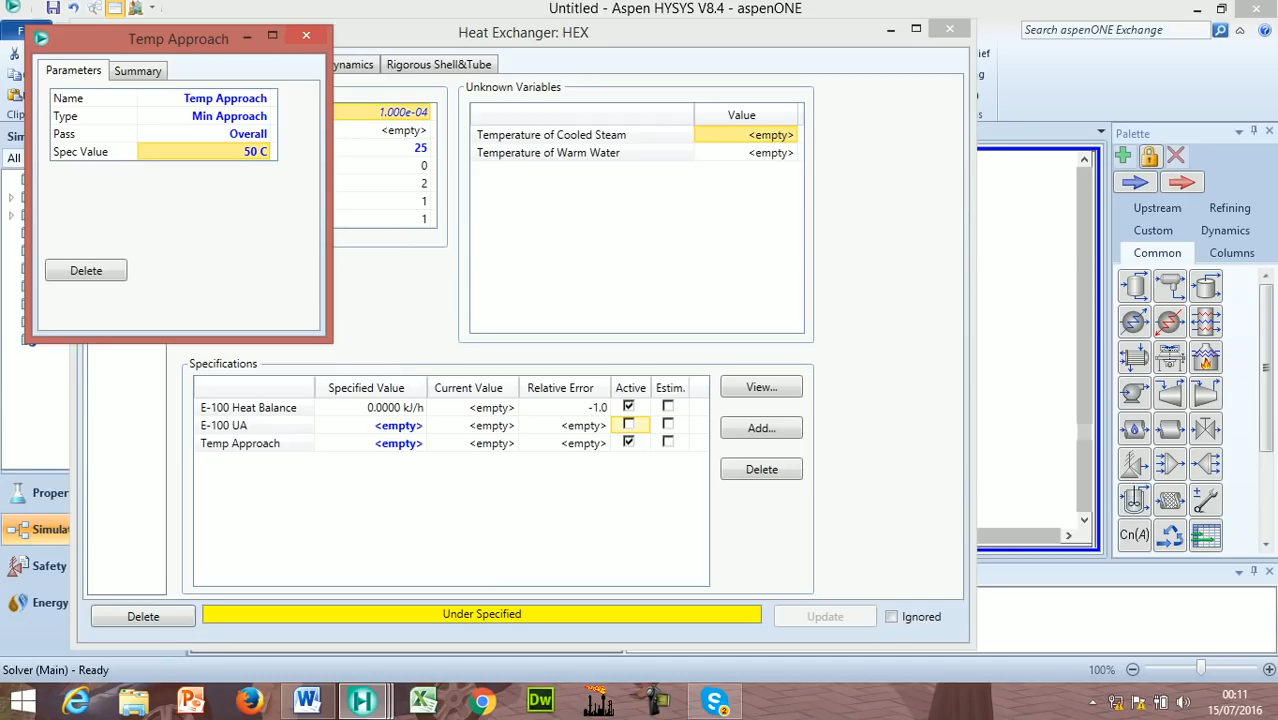 Untitled - Aspen HYSYS V8.4 - aspenONE
Temp Approach
Heat Exchanger: HEX
Search aspenONE Exchange
Parameters
Summary
Rigorous Shell&Tube
Name Temp Approach
Type Min Approach
Pass Overall
Spec Value 50 C
Delete
1.000e-04
<empty>
25
0
2
1
1
Unknown Variables
Value
Temperature of Cooled Steam <empty>
Temperature of Warm Water <empty>
Specifications
Specified Value Current Value Relative Error Active Estim.
E-100 Heat Balance 0.0000 kJ/h <empty> -1.0
E-100 UA <empty> <empty> <empty>
Temp Approach <empty> <empty> <empty>
View...
Add...
Delete
Delete
Under Specified
Update
Ignored
All
Safety
Energy
Palette
Upstream Refining
Custom Dynamics
Common Columns
Cn(A)
Solver (Main) - Ready
100%
Dw
2
00:11
15/07/2016